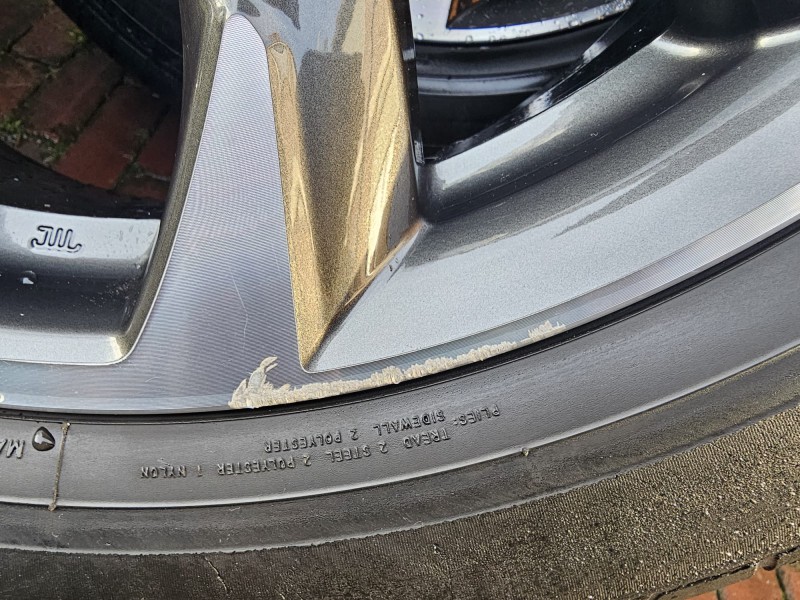 PLIES: SIDEWALL 2 POLYESTER
TREAD 2 STEEL 2 POLYESTER 1 NYLON